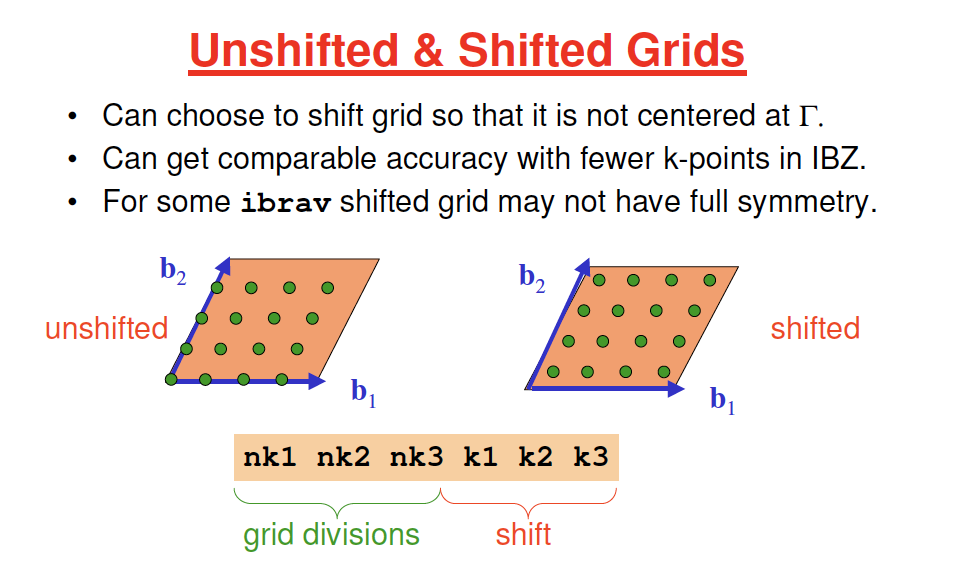 Unshifted & Shifted Grids
• Can choose to shift grid so that it is not centered at Γ.
• Can get comparable accuracy with fewer k-points in IBZ.
• For some ibrav shifted grid may not have full symmetry.
b2
unshifted
b1
b2
shifted
b1
nk1 nk2 nk3 k1 k2 k3
grid divisions
shift